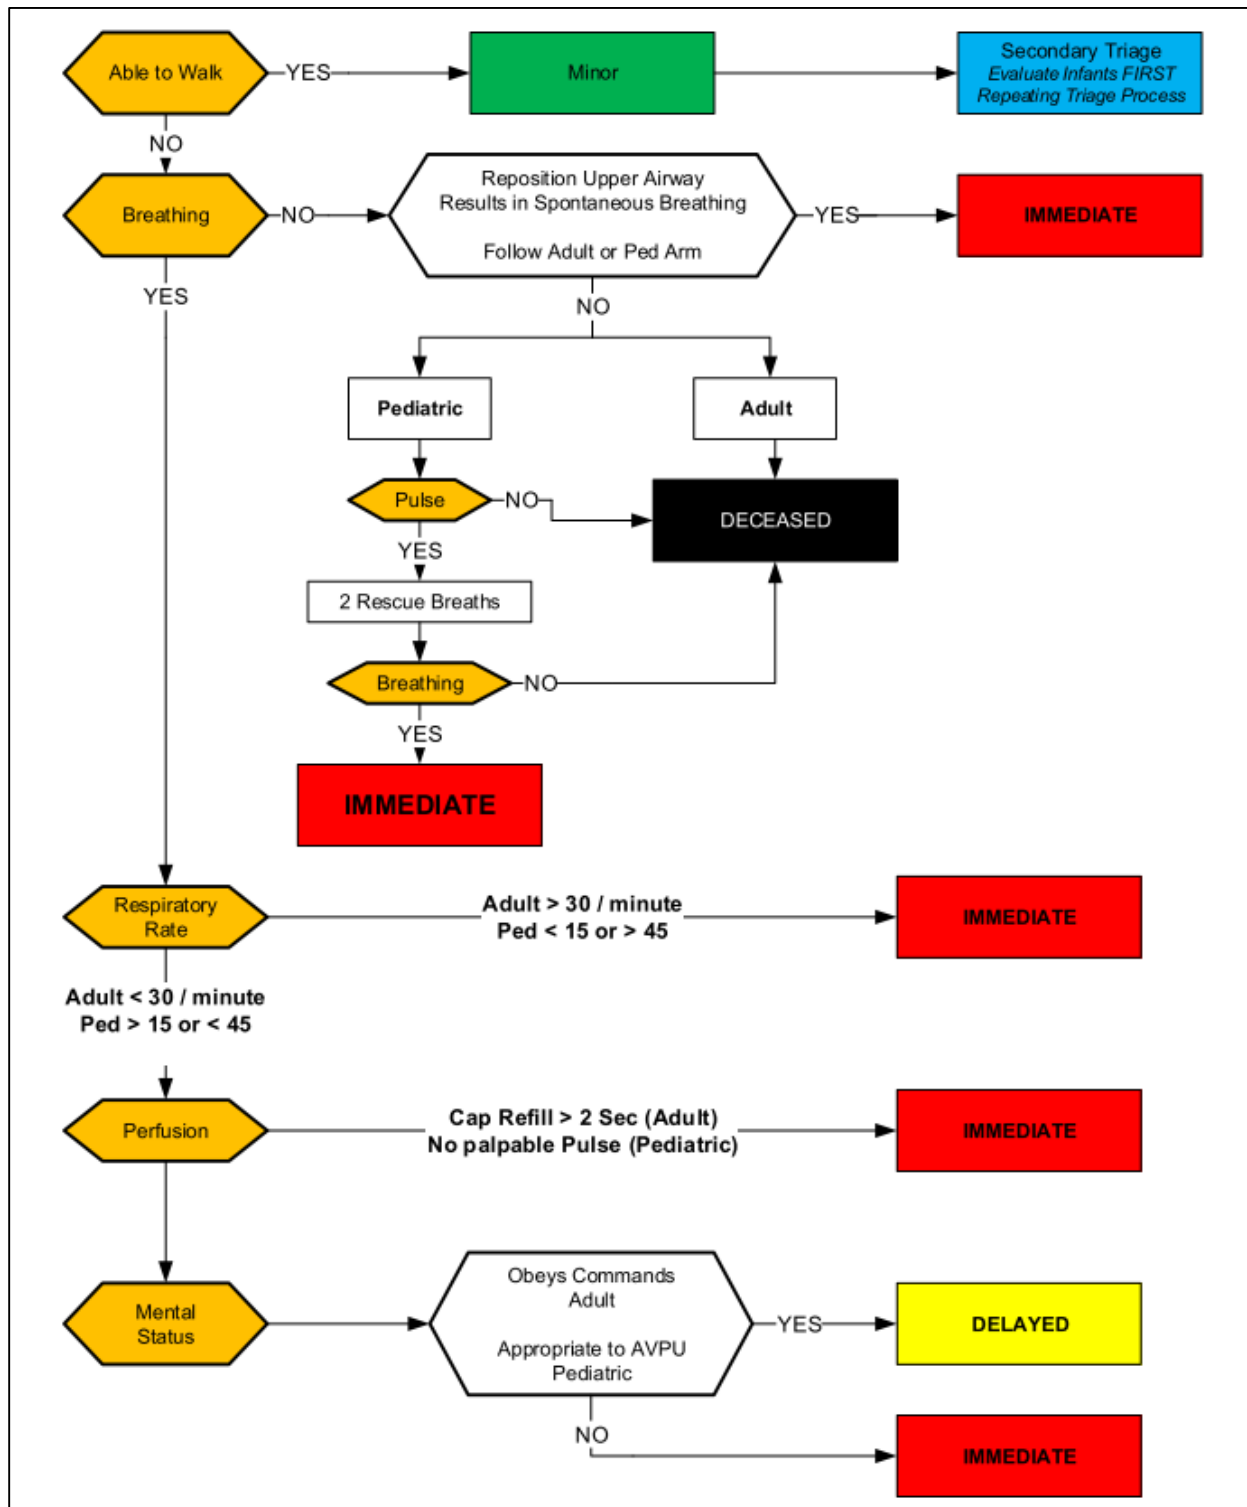 Able to Walk
YES
Minor
Secondary Triage
Evaluate Infants FIRST
Repeating Triage Process
NO
Breathing
NO
Reposition Upper Airway
Results in Spontaneous Breathing
Follow Adult or Ped Arm
YES
IMMEDIATE
YES
NO
Pediatric
Adult
Pulse
NO
DECEASED
YES
2 Rescue Breaths
Breathing
NO
YES
IMMEDIATE
Respiratory
Rate
Adult > 30 / minute
Ped < 15 or > 45
IMMEDIATE
Adult < 30 / minute
Ped > 15 or < 45
Perfusion
Cap Refill > 2 Sec (Adult)
No palpable Pulse (Pediatric)
IMMEDIATE
Mental
Status
Obeys Commands
Adult
Appropriate to AVPU
Pediatric
YES
DELAYED
NO
IMMEDIATE